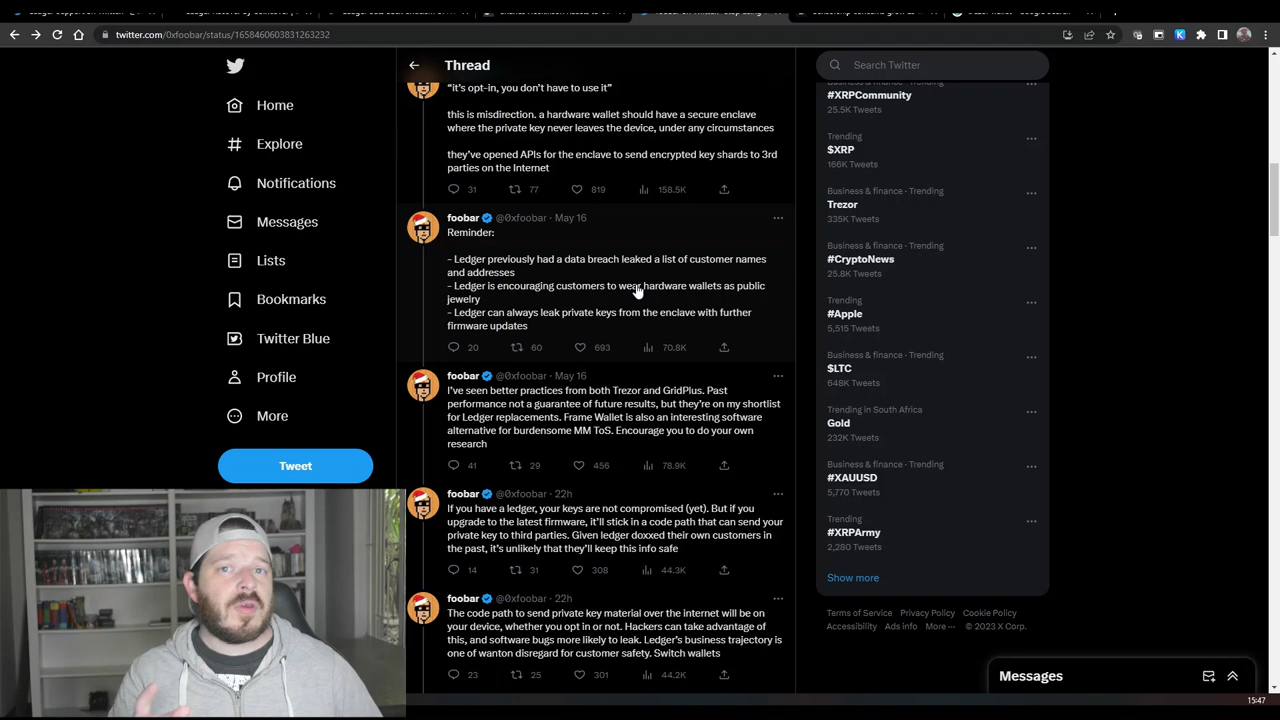 twitter.com/0xfoobar/status/1658460603831263232
Thread
Search Twitter
Home
Explore
Notifications
Messages
Lists
Bookmarks
Twitter Blue
Profile
More
Tweet
"it's opt-in, you don't have to use it"
this is misdirection. a hardware wallet should have a secure enclave
where the private key never leaves the device, under any circumstances
they've opened APIs for the enclave to send encrypted key shards to 3rd
parties on the Internet
31 77 819 158.5K
foobar @0xfoobar · May 16
Reminder:
- Ledger previously had a data breach leaked a list of customer names
and addresses
- Ledger is encouraging customers to wear hardware wallets as public
jewelry
- Ledger can always leak private keys from the enclave with further
firmware updates
20 60 693 70.8K
foobar @0xfoobar · May 16
I've seen better practices from both Trezor and GridPlus. Past
performance not a guarantee of future results, but they're on my shortlist
for Ledger replacements. Frame Wallet is also an interesting software
alternative for burdensome MM ToS. Encourage you to do your own
research
41 29 456 78.9K
foobar @0xfoobar · 22h
If you have a ledger, your keys are not compromised (yet). But if you
upgrade to the latest firmware, it'll stick in a code path that can send your
private key to third parties. Given ledger doxxed their own customers in
the past, it's unlikely that they'll keep this info safe
14 31 308 44.3K
foobar @0xfoobar · 22h
The code path to send private key material over the internet will be on
your device, whether you opt in or not. Hackers can take advantage of
this, and software bugs more likely to leak. Ledger's business trajectory is
one of wanton disregard for customer safety. Switch wallets
23 25 301 44.2K
Business & finance · Trending
#XRPCommunity
25.5K Tweets
Trending
$XRP
166K Tweets
Business & finance · Trending
Trezor
335K Tweets
Business & finance · Trending
#CryptoNews
25.8K Tweets
Trending
#Apple
5,515 Tweets
Business & finance · Trending
$LTC
648K Tweets
Trending in South Africa
Gold
232K Tweets
Business & finance · Trending
#XAUUSD
5,770 Tweets
Trending
#XRPArmy
2,280 Tweets
Show more
Terms of Service Privacy Policy Cookie Policy
Accessibility Ads info More ··· © 2023 X Corp.
Messages
15:47